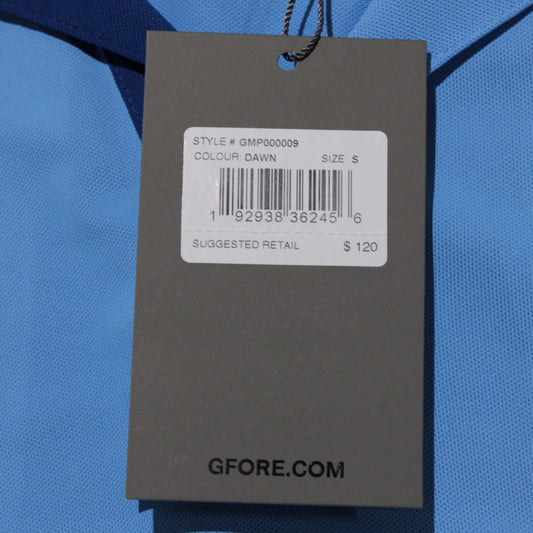 STYLE # GMP000009
COLOUR: DAWN SIZE: S
1 92938 36245 6
SUGGESTED RETAIL $ 120
GFORE.COM